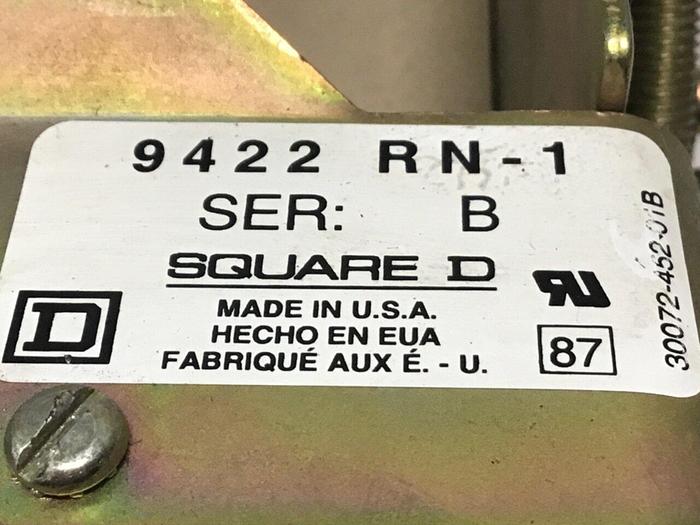 9422 RN-1
SER: B
SQUARE D
D
MADE IN U.S.A.
HECHO EN EUA
FABRIQUÉ AUX É. - U.
87
30072-452-01B